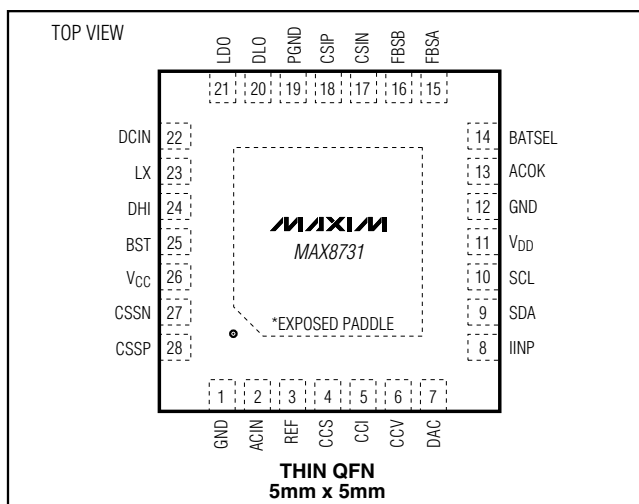 TOP VIEW
LDO
DLO
PGND
CSIP
CSIN
FBSB
FBSA
21 20 19 18 17 16 15
DCIN 22
LX 23
DHI 24
BST 25
VCC 26
CSSN 27
CSSP 28
14 BATSEL
13 ACOK
12 GND
11 VDD
10 SCL
9 SDA
8 IINP
MAXIM
MAX8731
*EXPOSED PADDLE
1 2 3 4 5 6 7
GND
ACIN
REF
CCS
CCI
CCV
DAC
THIN QFN
5mm x 5mm